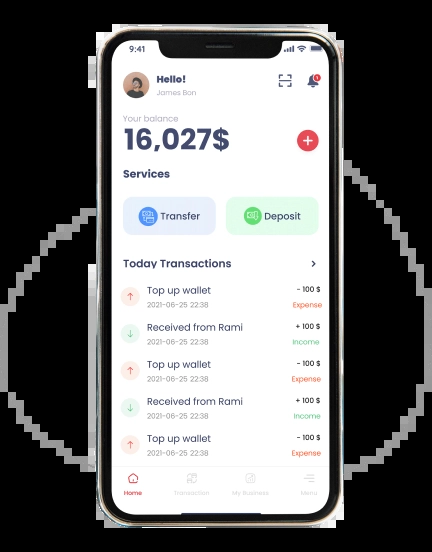 9:41
Hello!
James Bon
1
Your balance
16,027$
Services
Transfer
Deposit
Today Transactions
Top up wallet
- 100 $
2021-06-25 22:38
Expense
Received from Rami
+ 100 $
2021-06-25 22:38
Income
Top up wallet
- 100 $
2021-06-25 22:38
Expense
Received from Rami
+ 100 $
2021-06-25 22:38
Income
Top up wallet
- 100 $
2021-06-25 22:38
Expense
Home
Transaction
My Business
Menu